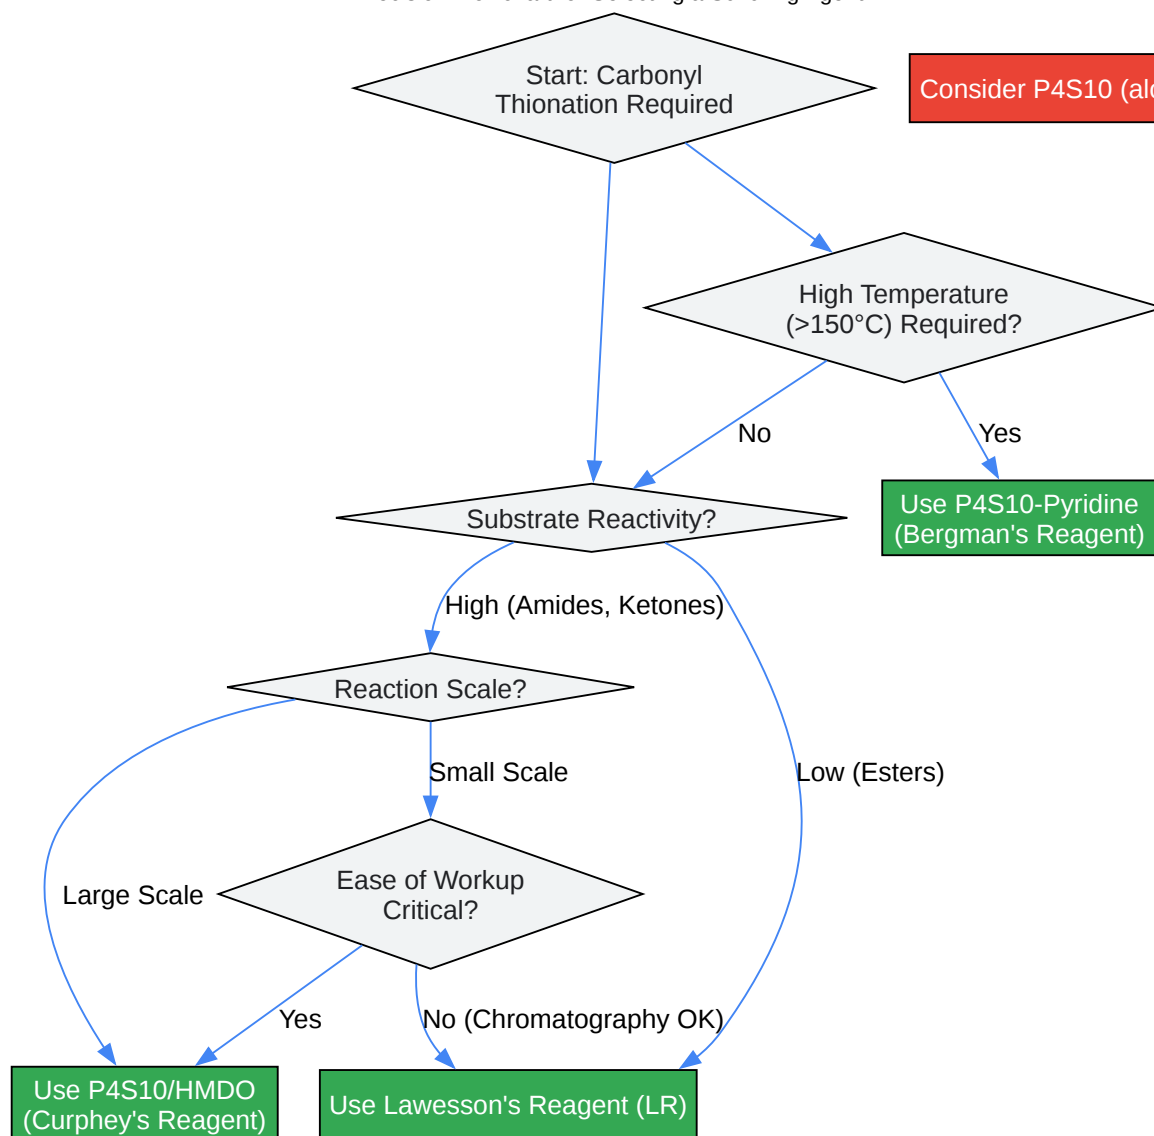 Start: Carbonyl
Thionation Required
Consider P4S10 (alo
High Temperature
(>150°C) Required?
No
Yes
Substrate Reactivity?
Use P4S10-Pyridine
(Bergman's Reagent)
High (Amides, Ketones)
Reaction Scale?
Small Scale
Low (Esters)
Ease of Workup
Critical?
Large Scale
Yes
No (Chromatography OK)
Use P4S10/HMDO
(Curphey's Reagent)
Use Lawesson's Reagent (LR)